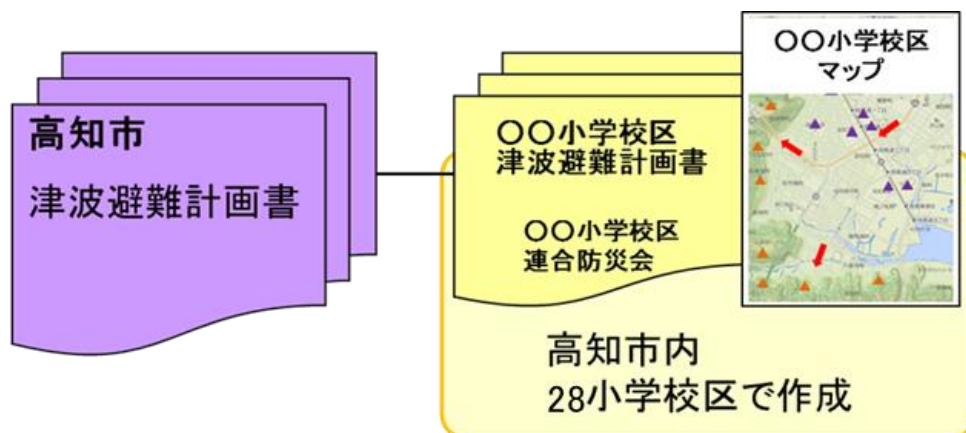 高知市
津波避難計画書
〇〇小学校区
津波避難計画書
〇〇小学校区
連合防災会
〇〇小学校区
マップ
高知市内
28小学校区で作成